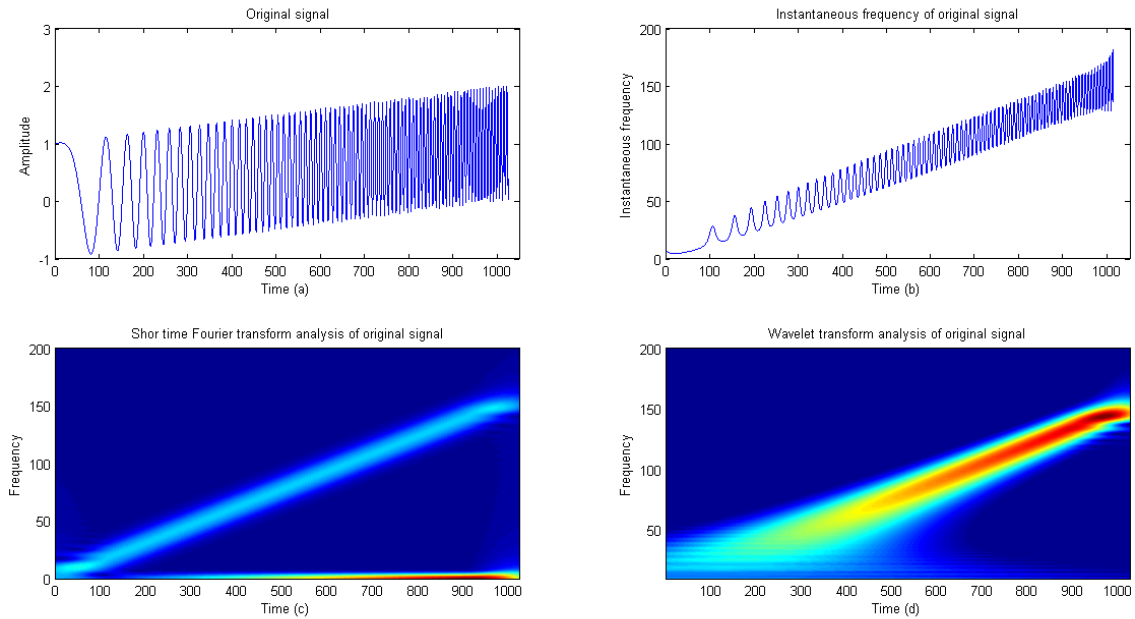 Original signal
3
2
1
0
-1
Amplitude
0 100 200 300 400 500 600 700 800 900 1000
Time (a)
Instantaneous frequency of original signal
200
150
100
50
0
Instantaneous frequency
0 100 200 300 400 500 600 700 800 900 1000
Time (b)
Shor time Fourier transform analysis of original signal
200
150
100
50
0
Frequency
0 100 200 300 400 500 600 700 800 900 1000
Time (c)
Wavelet transform analysis of original signal
200
150
100
50
Frequency
100 200 300 400 500 600 700 800 900 1000
Time (d)